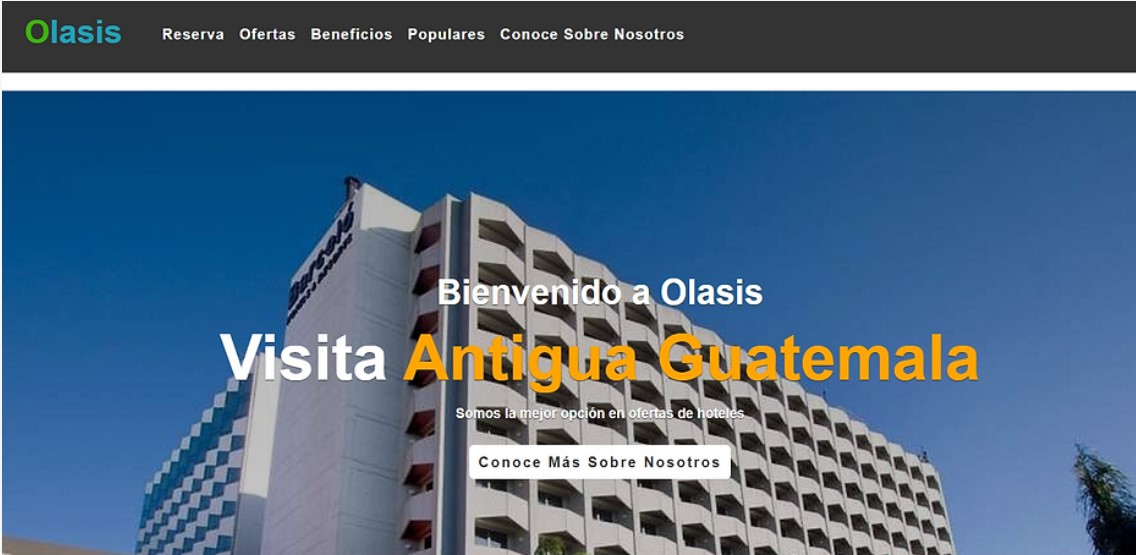 Olasis Reserva Ofertas Beneficios Populares Conoce Sobre Nosotros
Barceló
Bienvenido a Olasis
Visita Antigua Guatemala
Somos la mejor opción en ofertas de hoteles
Conoce Más Sobre Nosotros